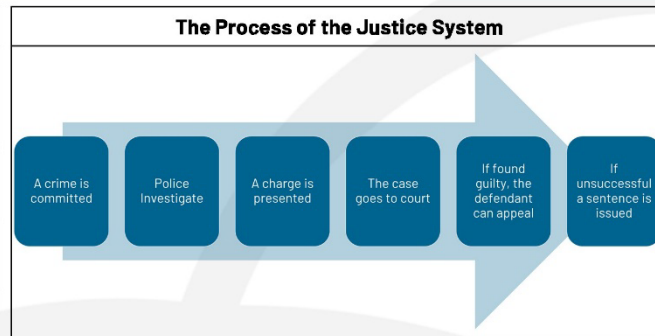 The Process of the Justice System
A crime is
committed
Police
Investigate
A charge is
presented
The case
goes to court
If found
guilty, the
defendant
can appeal
If
unsuccessful
a sentence is
issued